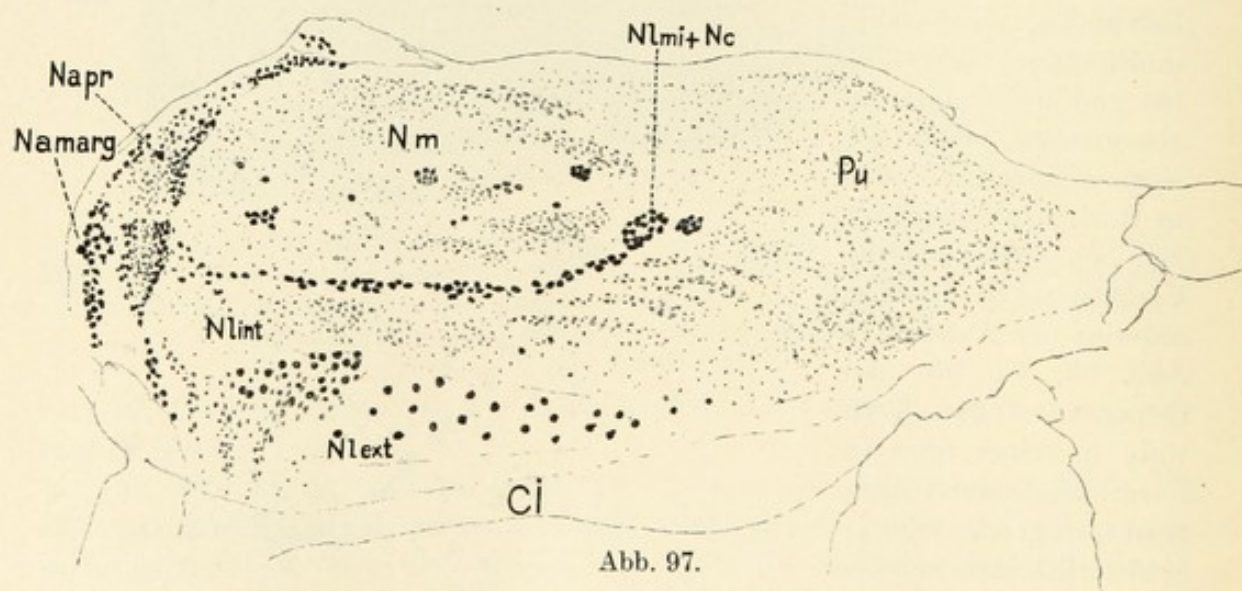 Nlmi+Nc
Napr
Namarg
Nm
Pu
Nlint
Nlext
Ci
Abb. 97.